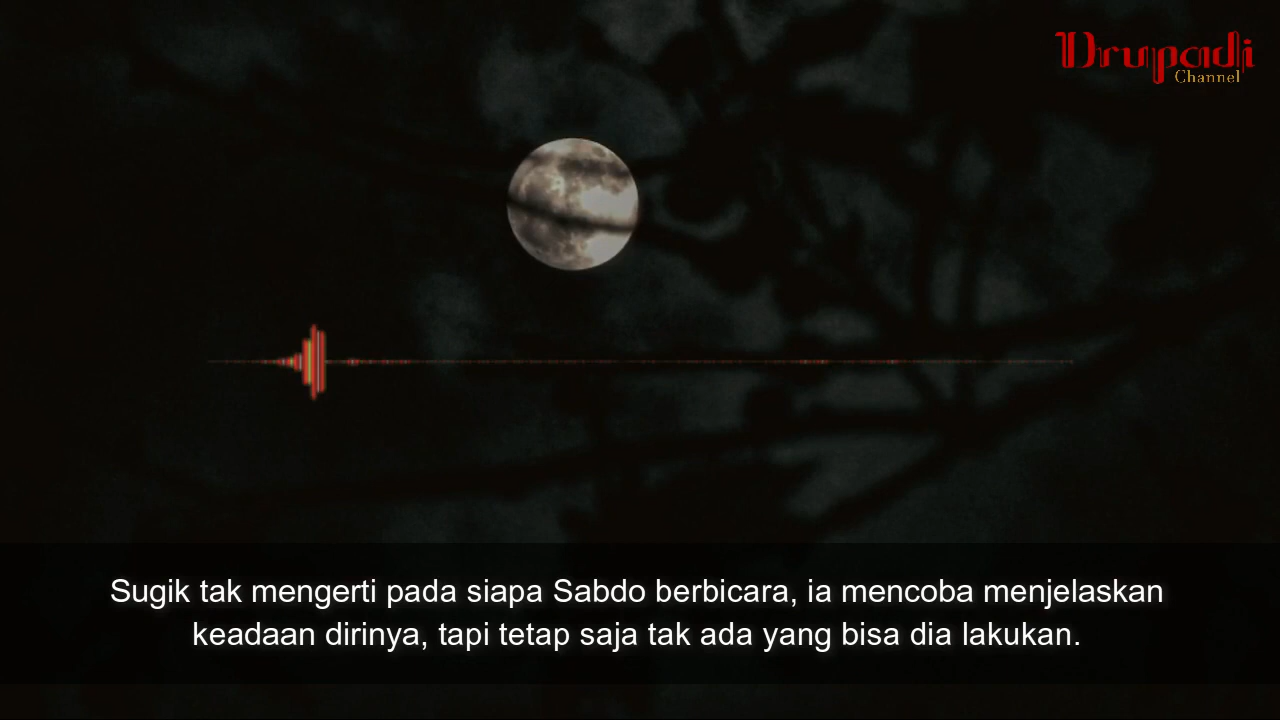 Drupadi
Channel
Sugik tak mengerti pada siapa Sabdo berbicara, ia mencoba menjelaskan
keadaan dirinya, tapi tetap saja tak ada yang bisa dia lakukan.